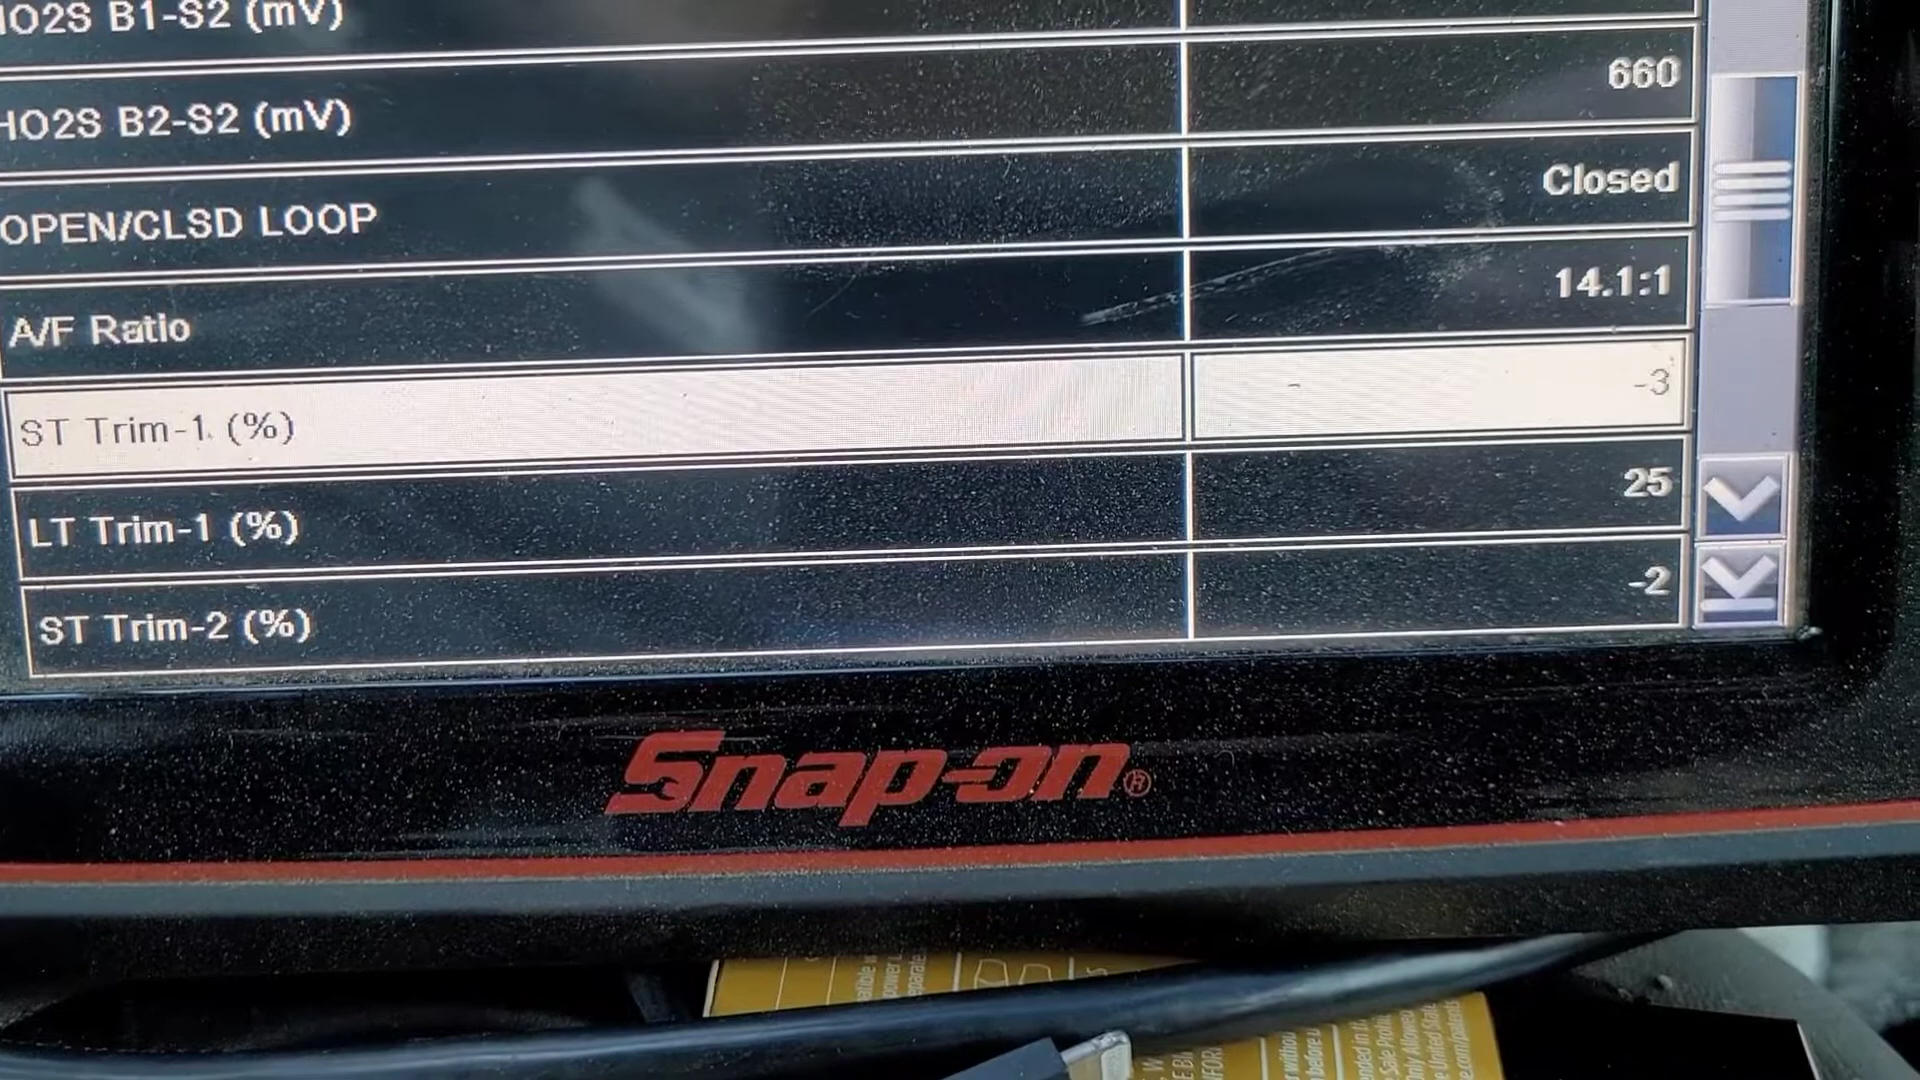 HO2S B1-S2 (mV)
HO2S B2-S2 (mV) 660
OPEN/CLSD LOOP Closed
A/F Ratio 14.1:1
ST Trim-1 (%) -3
LT Trim-1 (%) 25
ST Trim-2 (%) -2
Snap-on®